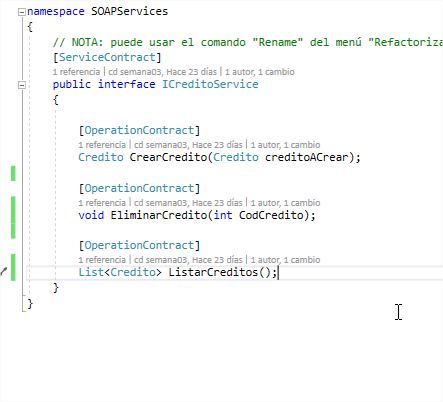 namespace SOAPServices
{
// NOTA: puede usar el comando "Rename" del menú "Refactoriza
[ServiceContract]
1 referencia | cd semana03, Hace 23 días | 1 autor, 1 cambio
public interface ICreditoService
{
[OperationContract]
1 referencia | cd semana03, Hace 23 días | 1 autor, 1 cambio
Credito CrearCredito(Credito creditoACrear);
[OperationContract]
1 referencia | cd semana03, Hace 23 días | 1 autor, 1 cambio
void EliminarCredito(int CodCredito);
[OperationContract]
1 referencia | cd semana03, Hace 23 días | 1 autor, 1 cambio
List<Credito> ListarCreditos();
}
}